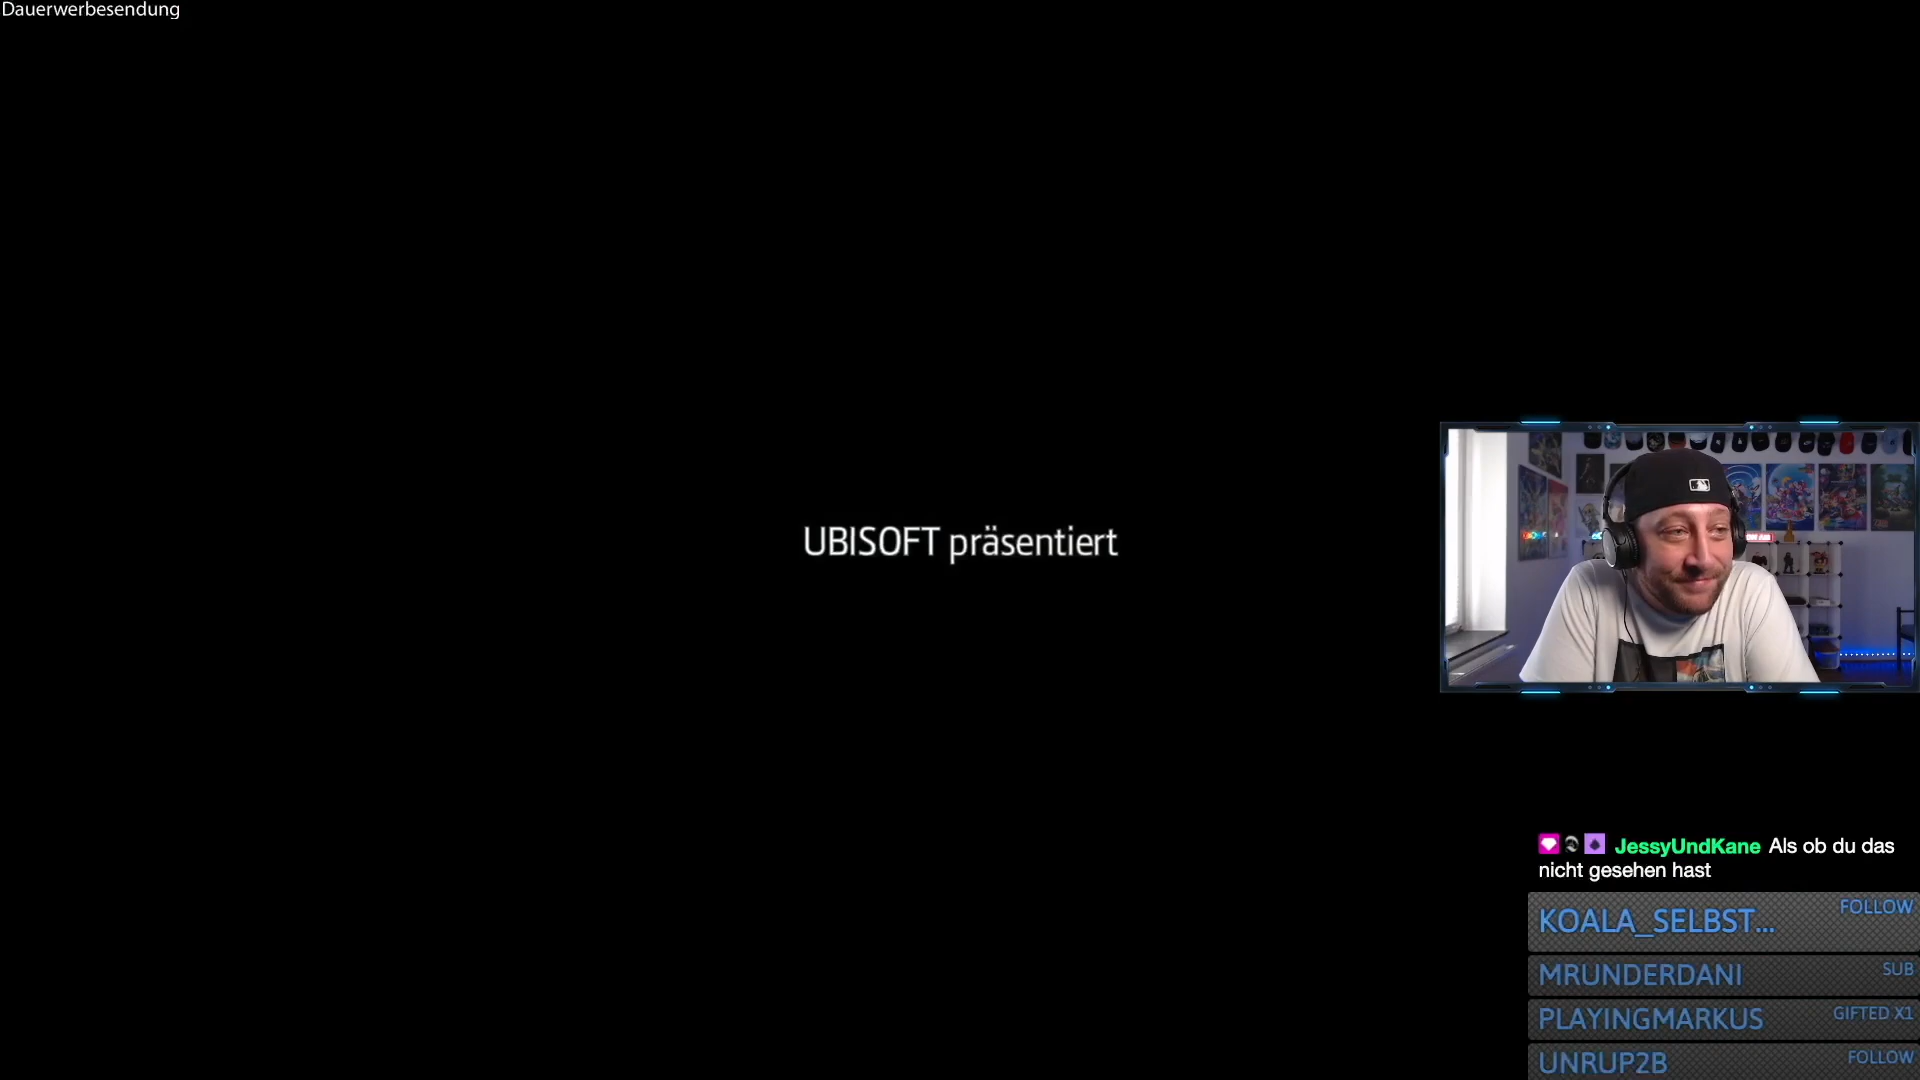 Dauerwerbesendung
UBISOFT präsentiert
JessyUndKane Als ob du das
nicht gesehen hast
KOALA_SELBST... FOLLOW
MRUNDERDANI SUB
PLAYINGMARKUS GIFTED X1
UNRUP2B FOLLOW